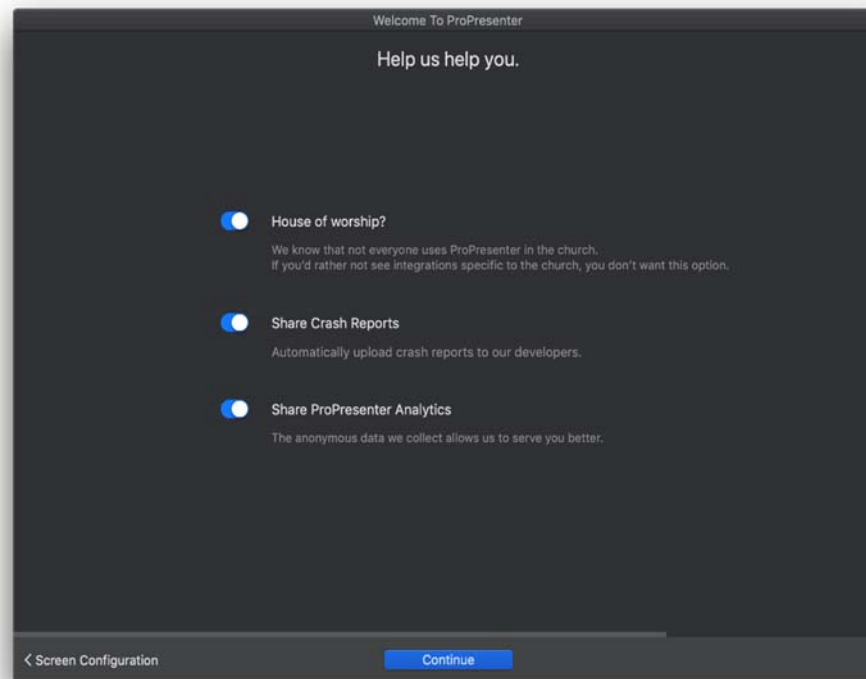 Welcome To ProPresenter
Help us help you.
House of worship?
We know that not everyone uses ProPresenter in the church.
If you'd rather not see integrations specific to the church, you don't want this option.
Share Crash Reports
Automatically upload crash reports to our developers.
Share ProPresenter Analytics
The anonymous data we collect allows us to serve you better.
Screen Configuration
Continue